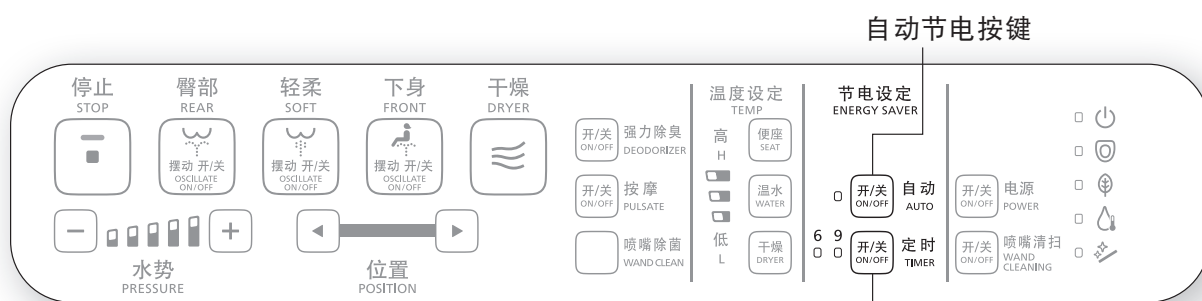 自动节电按键
停止
STOP
臀部
REAR
轻柔
SOFT
下身
FRONT
干燥
DRYER
摆动 开/关
OSCILLATE
ON/OFF
摆动 开/关
OSCILLATE
ON/OFF
摆动 开/关
OSCILLATE
ON/OFF
水势
PRESSURE
位置
POSITION
开/关
ON/OFF
强力除臭
DEODORIZER
开/关
ON/OFF
按摩
PULSATE
喷嘴除菌
WAND CLEAN
温度设定
TEMP
高
H
低
L
便座
SEAT
温水
WATER
干燥
DRYER
节电设定
ENERGY SAVER
开/关
ON/OFF
自动
AUTO
6 9
开/关
ON/OFF
定时
TIMER
开/关
ON/OFF
电源
POWER
开/关
ON/OFF
喷嘴清扫
WAND
CLEANING